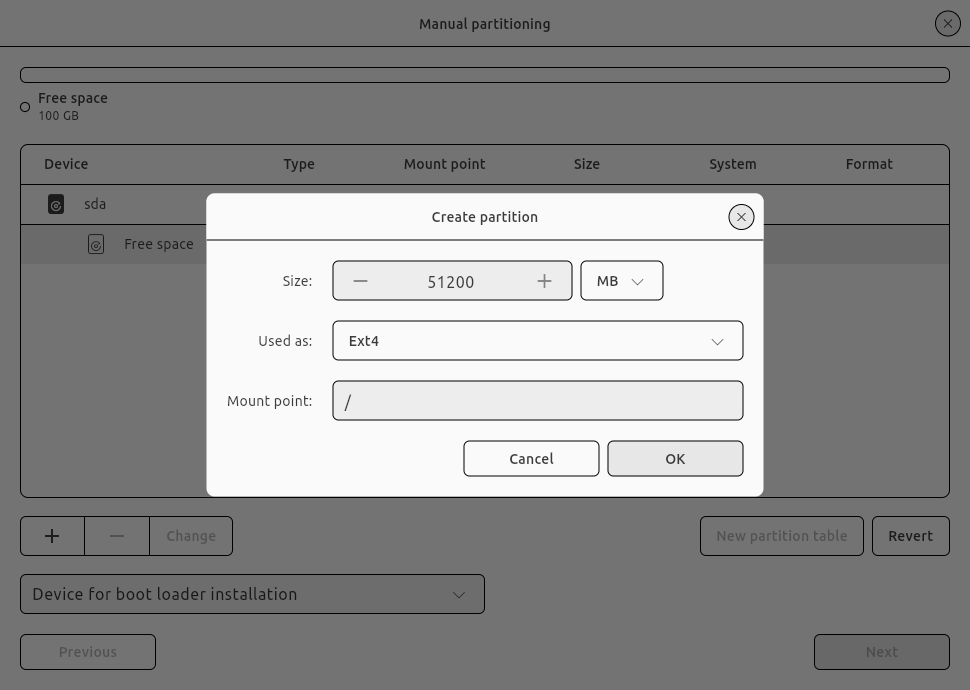 Manual partitioning
Free space
100 GB
Device Type Mount point Size System Format
sda
Free space
Create partition
Size: 51200 MB
Used as: Ext4
Mount point: /
Cancel OK
Change New partition table Revert
Device for boot loader installation
Previous Next